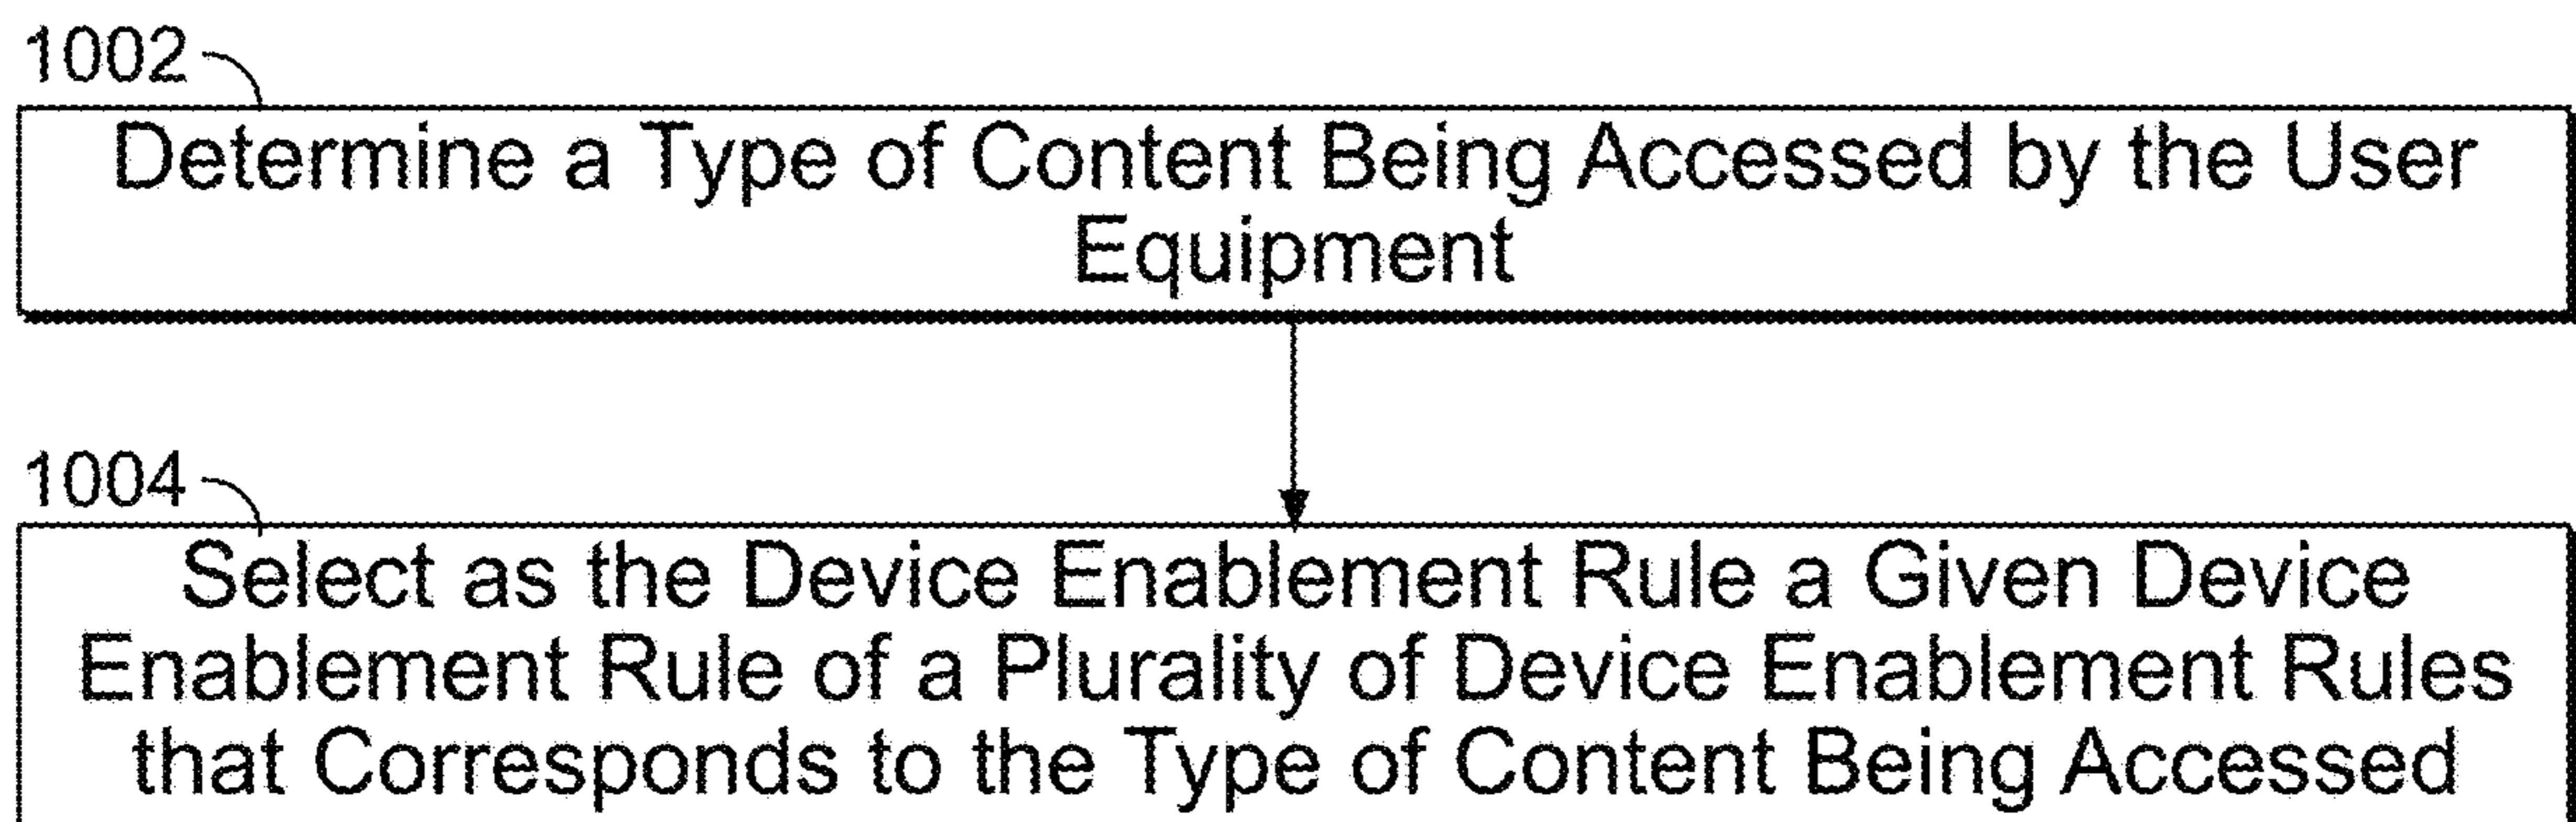 1002
Determine a Type of Content Being Accessed by the User
Equipment
1004
Select as the Device Enablement Rule a Given Device
Enablement Rule of a Plurality of Device Enablement Rules
that Corresponds to the Type of Content Being Accessed